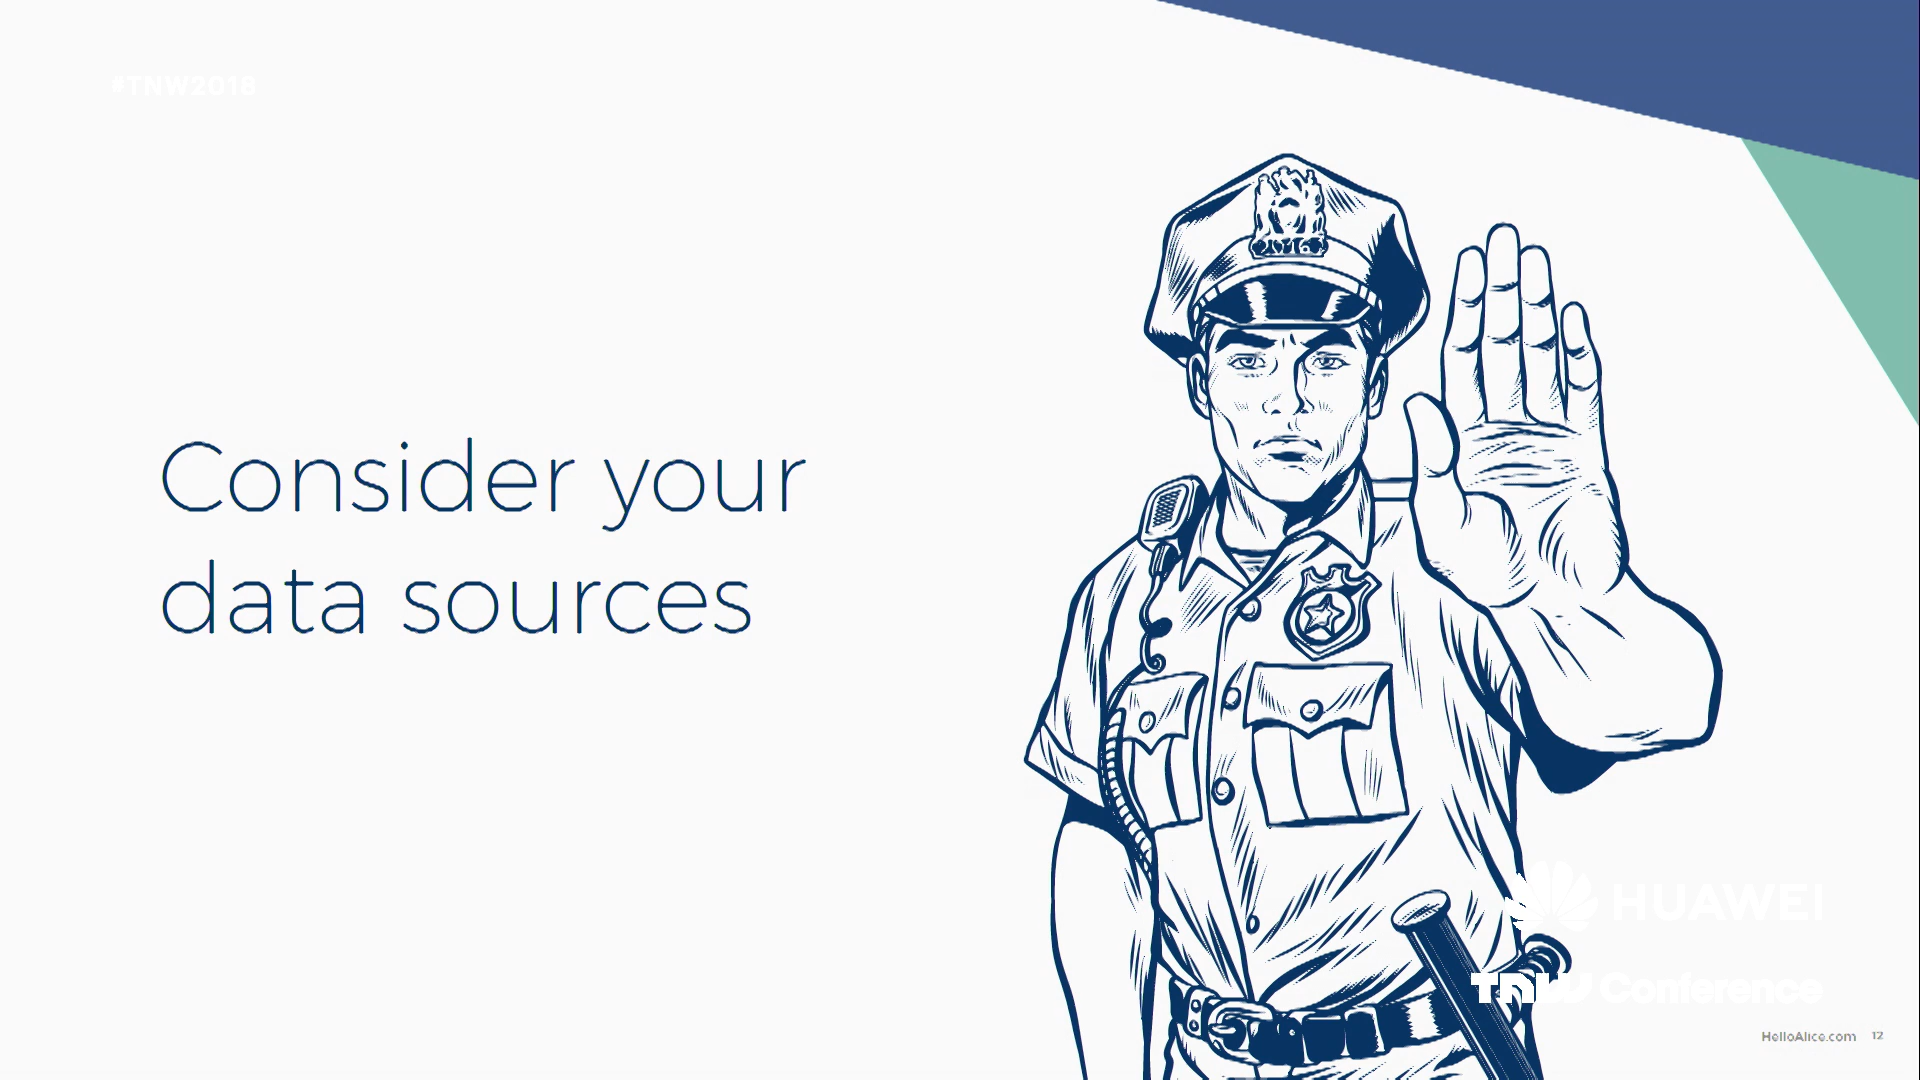 #TNW2018
Consider your
data sources
HUAWEI
TNW Conference
HelloAlice.com 12